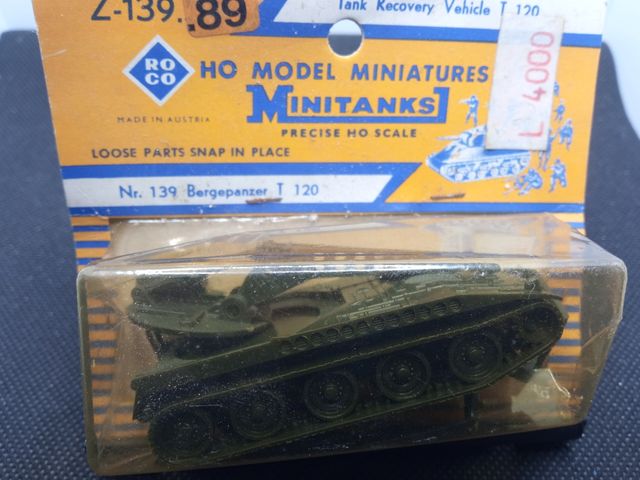 Z-139. .89
Tank Recovery Vehicle T 120
L. 4000
RO
CO
HO MODEL MINIATURES
MINITANKS
MADE IN AUSTRIA
PRECISE HO SCALE
LOOSE PARTS SNAP IN PLACE
Nr. 139 Bergepanzer T 120